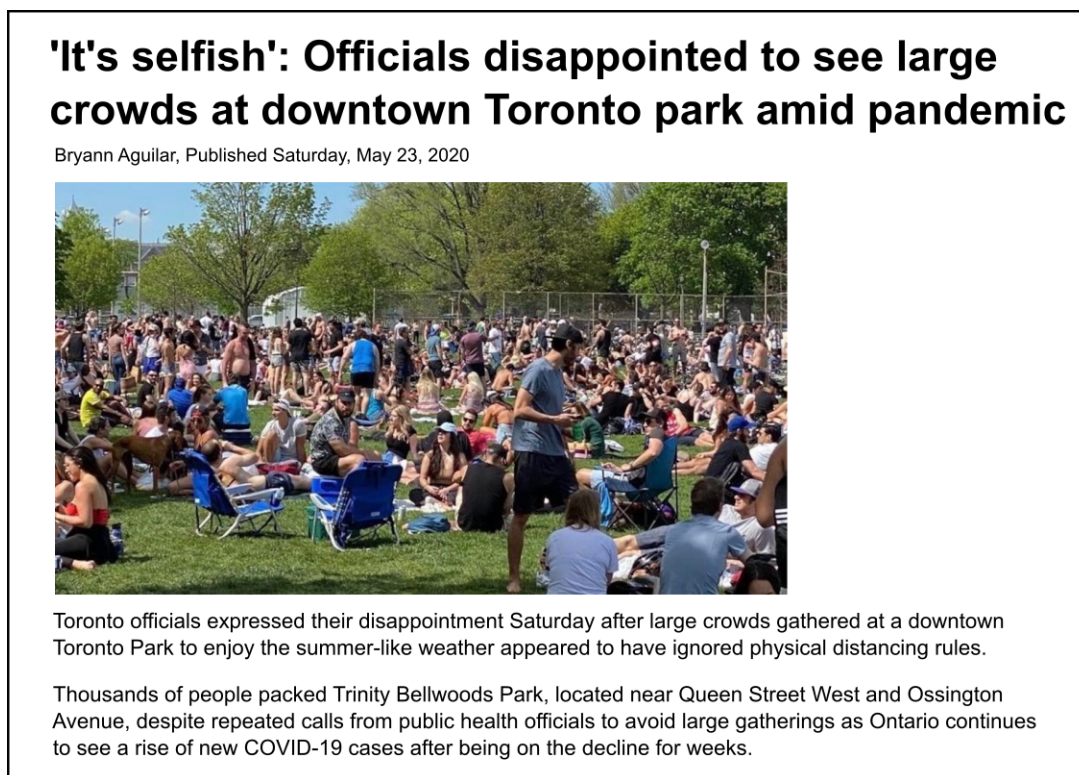 'It's selfish': Officials disappointed to see large
crowds at downtown Toronto park amid pandemic
Bryann Aguilar, Published Saturday, May 23, 2020
Toronto officials expressed their disappointment Saturday after large crowds gathered at a downtown
Toronto Park to enjoy the summer-like weather appeared to have ignored physical distancing rules.
Thousands of people packed Trinity Bellwoods Park, located near Queen Street West and Ossington
Avenue, despite repeated calls from public health officials to avoid large gatherings as Ontario continues
to see a rise of new COVID-19 cases after being on the decline for weeks.